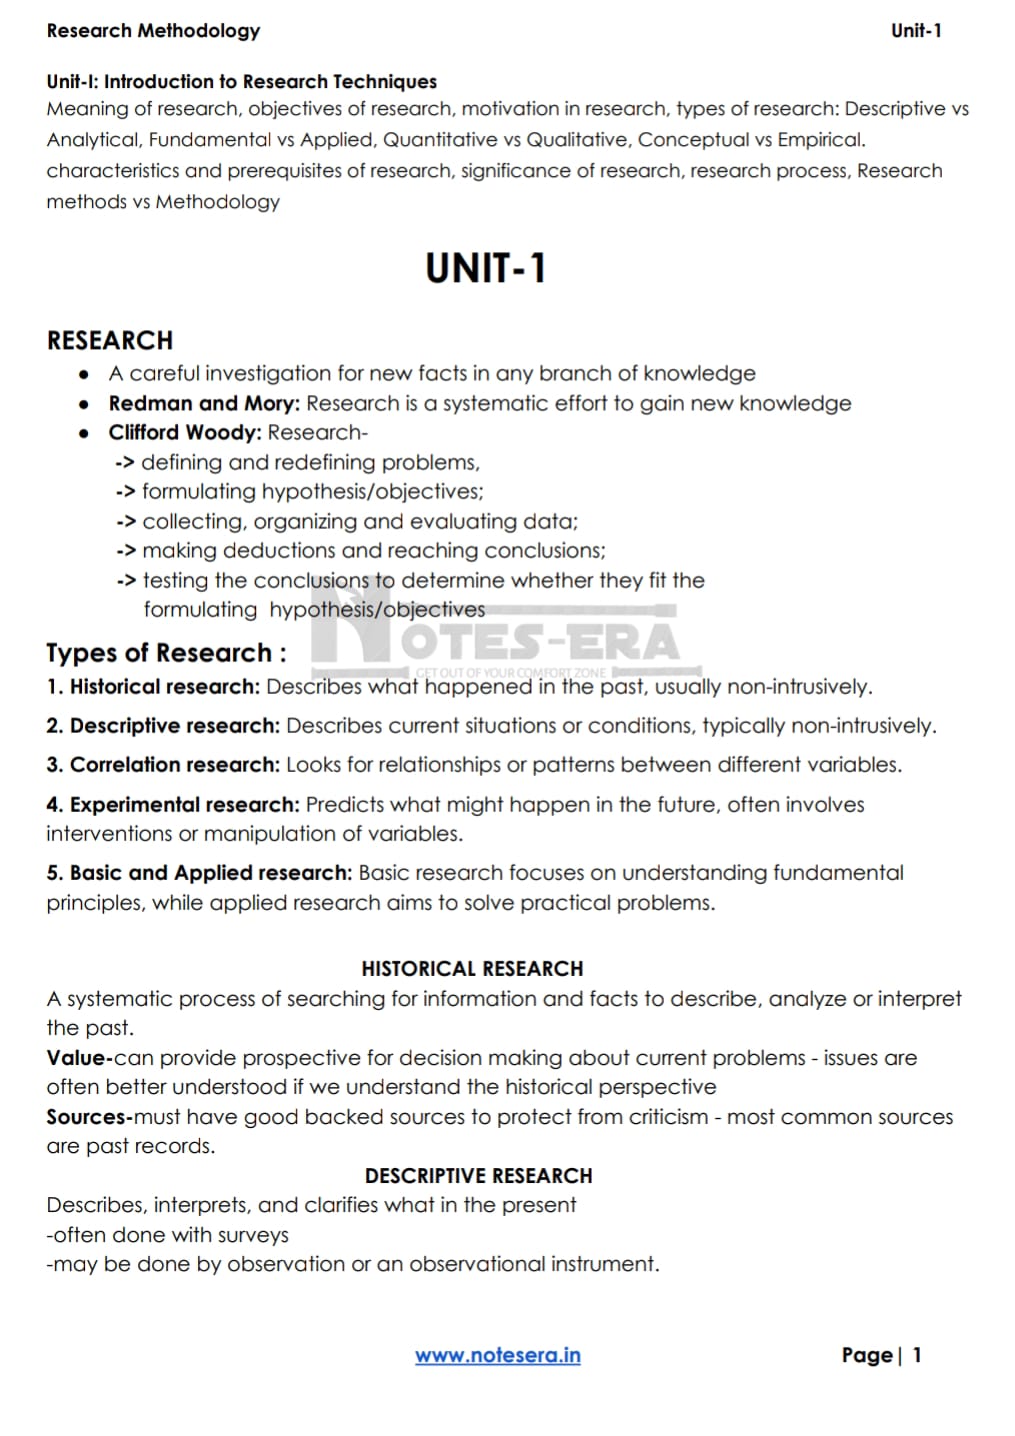 Research Methodology Unit-1
Unit-I: Introduction to Research Techniques
Meaning of research, objectives of research, motivation in research, types of research: Descriptive vs
Analytical, Fundamental vs Applied, Quantitative vs Qualitative, Conceptual vs Empirical.
characteristics and prerequisites of research, significance of research, research process, Research
methods vs Methodology
UNIT-1
RESEARCH
● A careful investigation for new facts in any branch of knowledge
● Redman and Mory: Research is a systematic effort to gain new knowledge
● Clifford Woody: Research-
-> defining and redefining problems,
-> formulating hypothesis/objectives;
-> collecting, organizing and evaluating data;
-> making deductions and reaching conclusions;
-> testing the conclusions to determine whether they fit the
formulating hypothesis/objectives
NOTES-ERA
GET OUT OF YOUR COMFORT ZONE
Types of Research :
1. Historical research: Describes what happened in the past, usually non-intrusively.
2. Descriptive research: Describes current situations or conditions, typically non-intrusively.
3. Correlation research: Looks for relationships or patterns between different variables.
4. Experimental research: Predicts what might happen in the future, often involves
interventions or manipulation of variables.
5. Basic and Applied research: Basic research focuses on understanding fundamental
principles, while applied research aims to solve practical problems.
HISTORICAL RESEARCH
A systematic process of searching for information and facts to describe, analyze or interpret
the past.
Value-can provide prospective for decision making about current problems - issues are
often better understood if we understand the historical perspective
Sources-must have good backed sources to protect from criticism - most common sources
are past records.
DESCRIPTIVE RESEARCH
Describes, interprets, and clarifies what in the present
-often done with surveys
-may be done by observation or an observational instrument.
www.notesera.in Page| 1